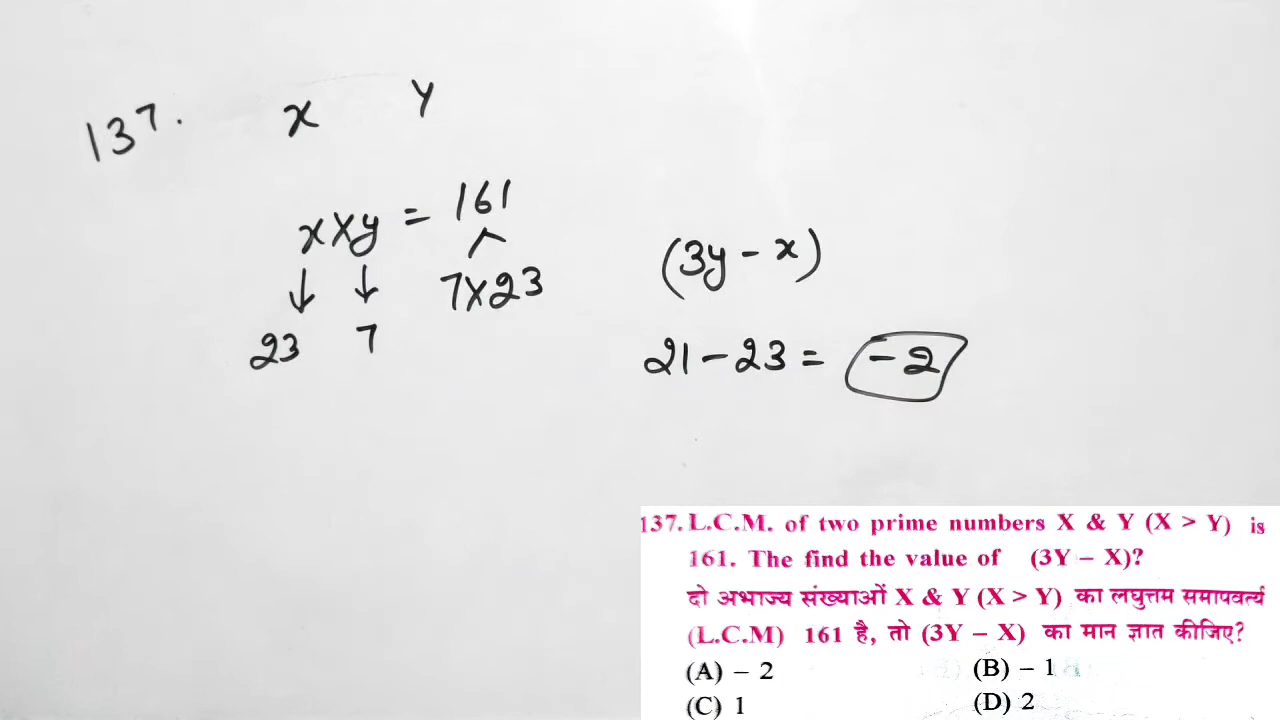 137. x y
x X y = 161
7 X 23
23 7
(3y - x)
21 - 23 = -2
137. L.C.M. of two prime numbers X & Y (X > Y) is
161. The find the value of (3Y – X)?
दो अभाज्य संख्याओं X & Y (X > Y) का लघुत्तम समापवर्त्य
(L.C.M) 161 है, तो (3Y – X) का मान ज्ञात कीजिए?
(A) – 2 (B) – 1
(C) 1 (D) 2